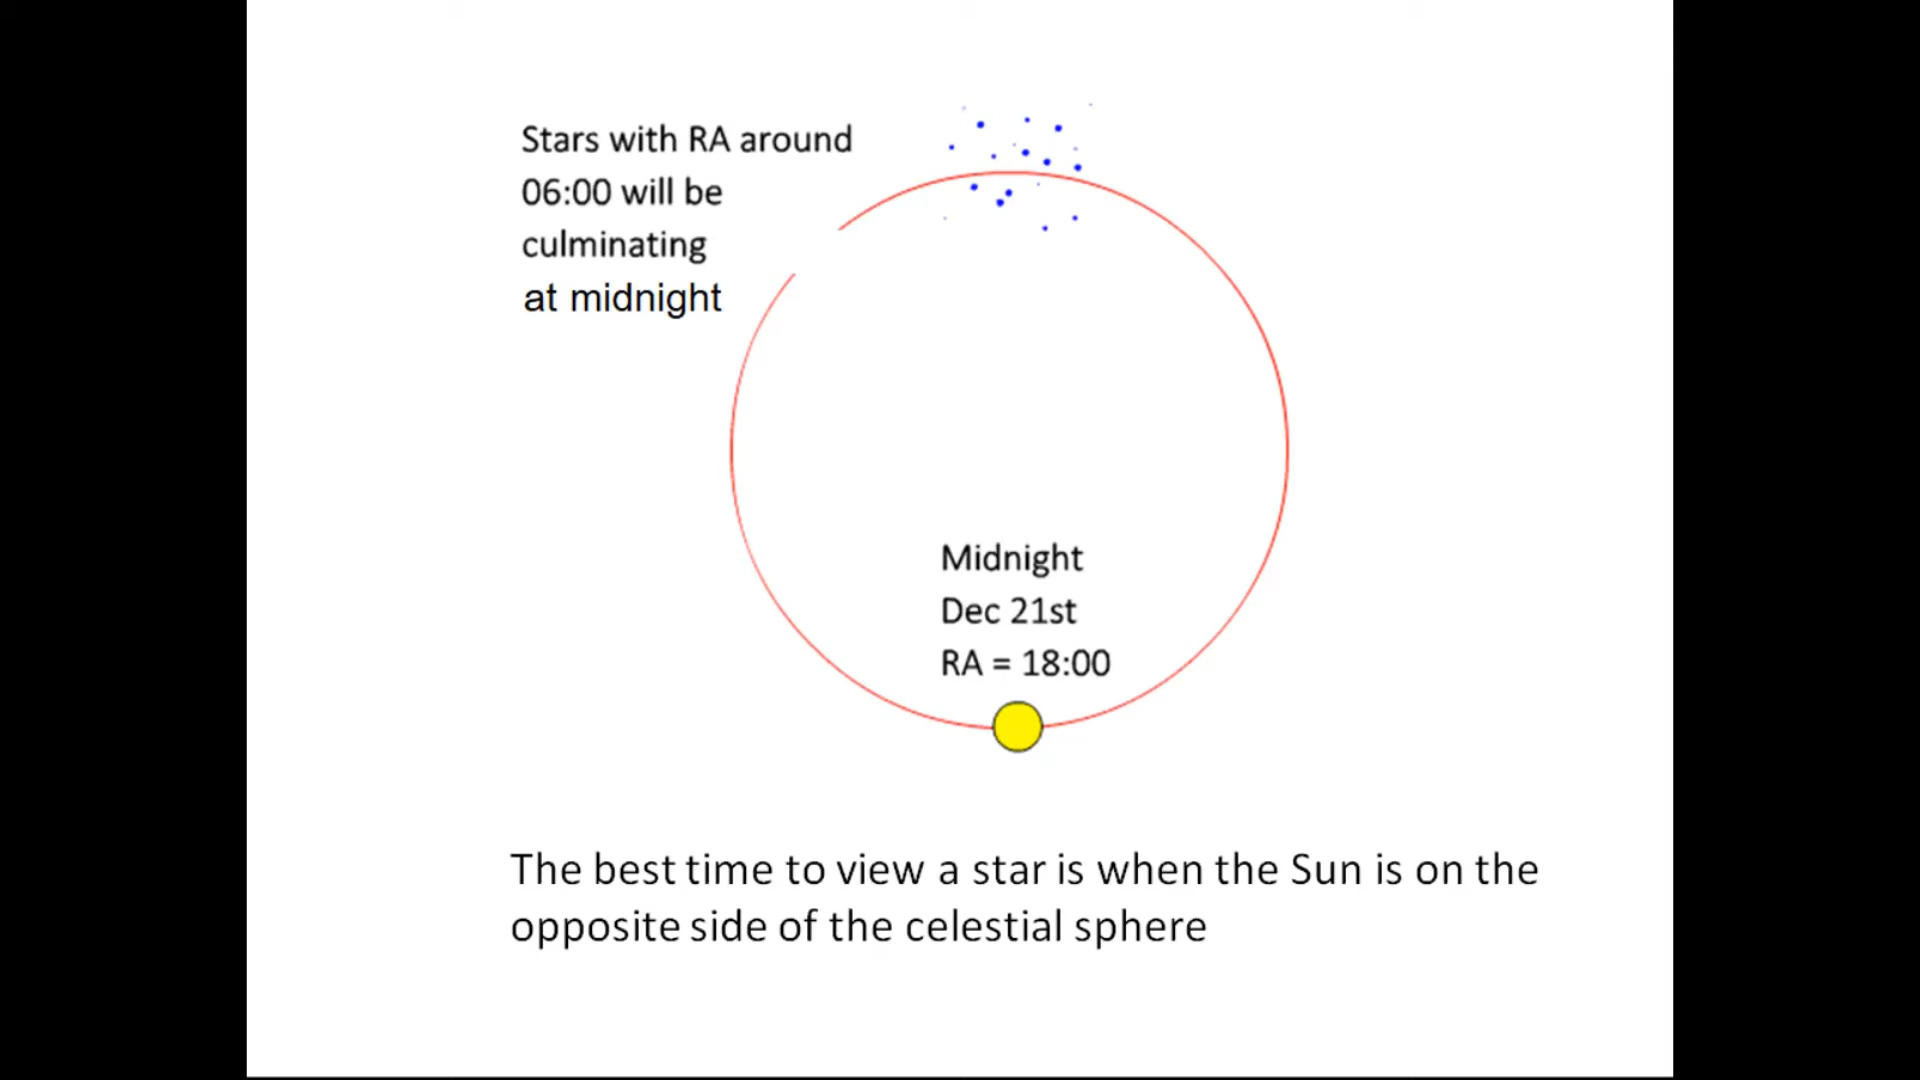 Stars with RA around
06:00 will be
culminating
at midnight
Midnight
Dec 21st
RA = 18:00
The best time to view a star is when the Sun is on the
opposite side of the celestial sphere